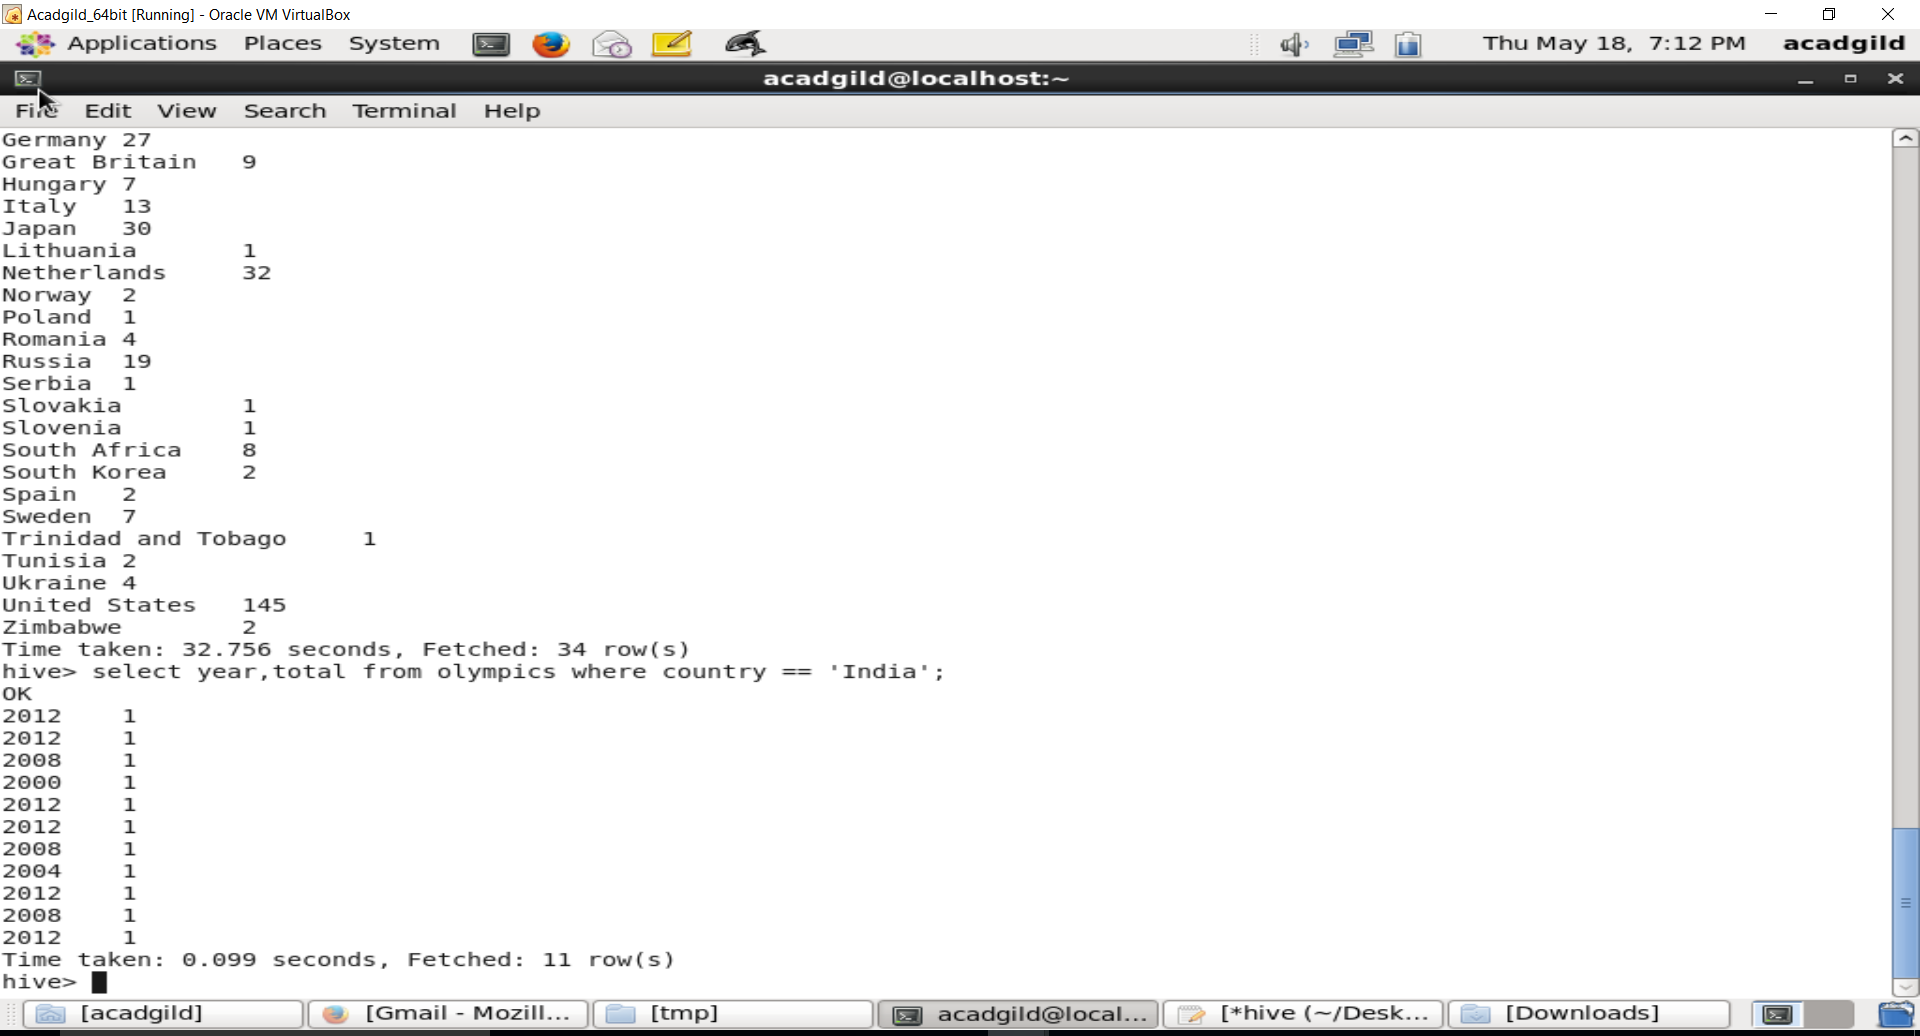 Acadgild_64bit [Running] - Oracle VM VirtualBox
Applications Places System Thu May 18, 7:12 PM acadgild
acadgild@localhost:~
File Edit View Search Terminal Help
Germany 27
Great Britain 9
Hungary 7
Italy 13
Japan 30
Lithuania 1
Netherlands 32
Norway 2
Poland 1
Romania 4
Russia 19
Serbia 1
Slovakia 1
Slovenia 1
South Africa 8
South Korea 2
Spain 2
Sweden 7
Trinidad and Tobago 1
Tunisia 2
Ukraine 4
United States 145
Zimbabwe 2
Time taken: 32.756 seconds, Fetched: 34 row(s)
hive> select year,total from olympics where country == 'India';
OK
2012 1
2012 1
2008 1
2000 1
2012 1
2012 1
2008 1
2004 1
2012 1
2008 1
2012 1
Time taken: 0.099 seconds, Fetched: 11 row(s)
hive>
[acadgild] [Gmail - Mozill... [tmp] acadgild@local... [*hive (~/Desk... [Downloads]